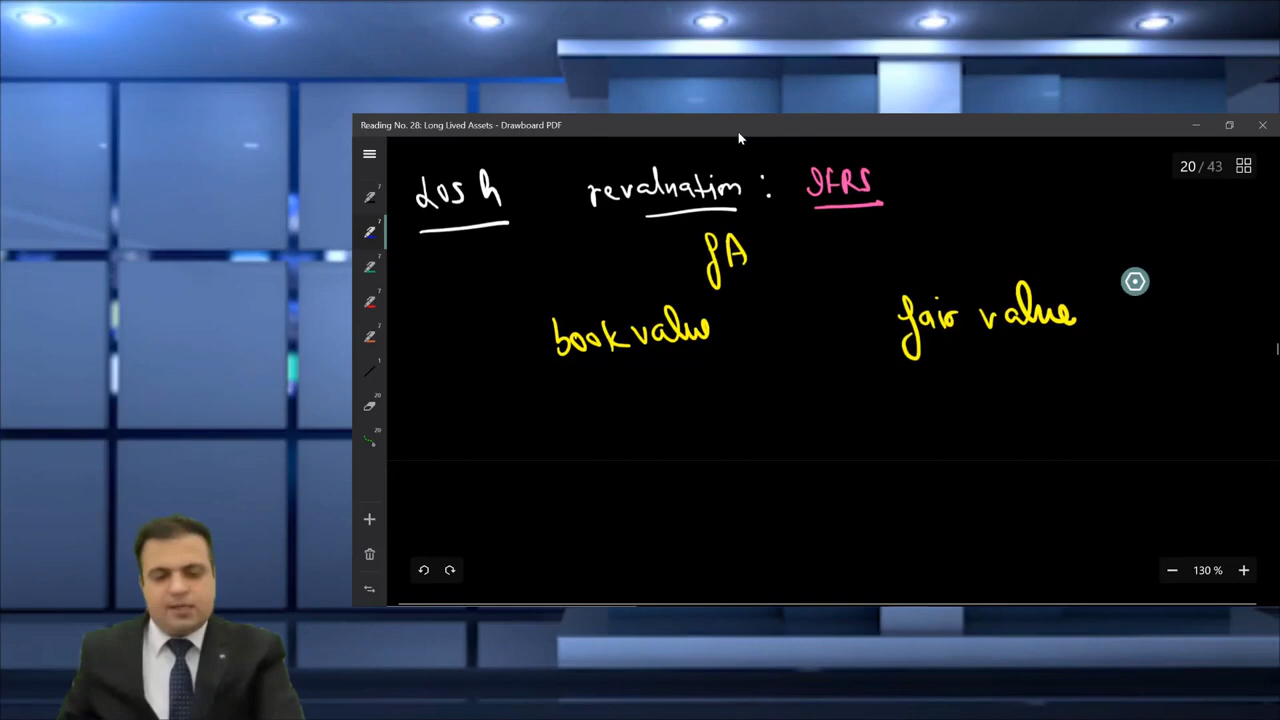 Reading No. 28: Long Lived Assets - Drawboard PDF
20 / 43
LOS h revaluation : IFRS
fA
book value fair value
130 %